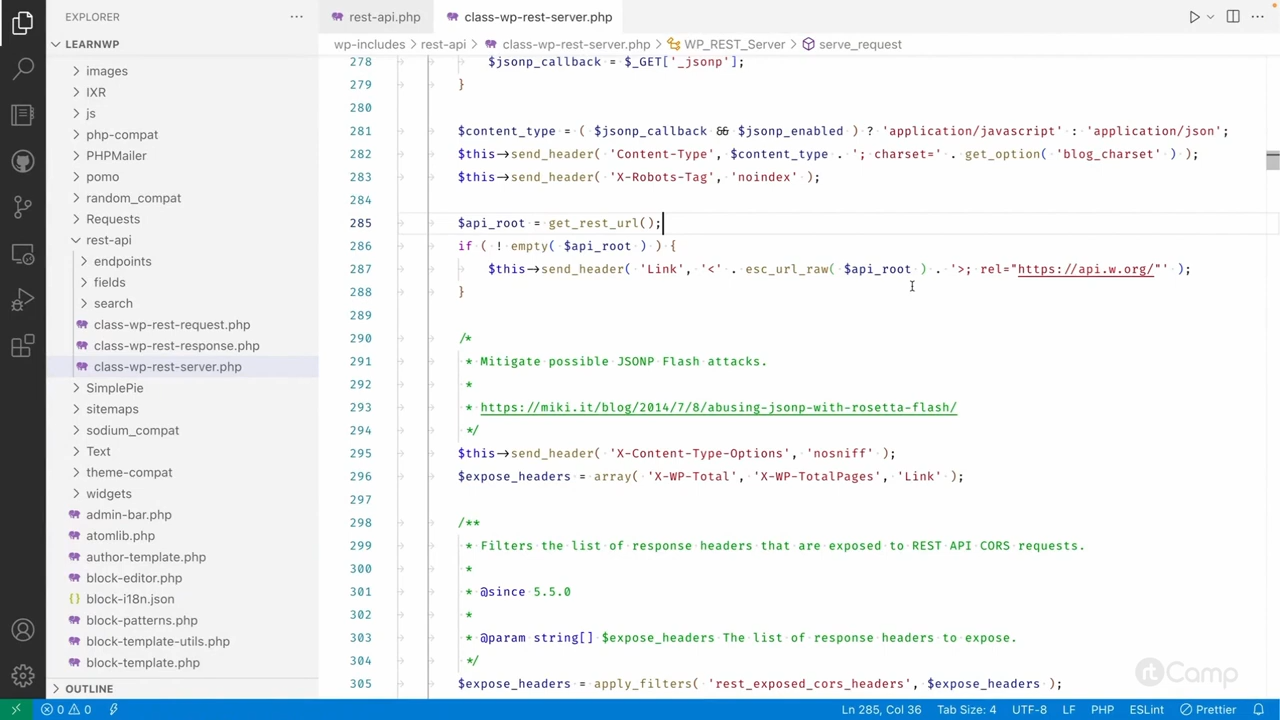 EXPLORER
LEARNWP
images
IXR
js
php-compat
PHPMailer
pomo
random_compat
Requests
rest-api
endpoints
fields
search
class-wp-rest-request.php
class-wp-rest-response.php
class-wp-rest-server.php
SimplePie
sitemaps
sodium_compat
Text
theme-compat
widgets
admin-bar.php
atomlib.php
author-template.php
block-editor.php
block-i18n.json
block-patterns.php
block-template-utils.php
block-template.php
OUTLINE
rest-api.php class-wp-rest-server.php
wp-includes > rest-api > class-wp-rest-server.php > WP_REST_Server > serve_request
278 $jsonp_callback = $_GET['_jsonp'];
279 }
280
281 $content_type = ( $jsonp_callback && $jsonp_enabled ) ? 'application/javascript' : 'application/json';
282 $this->send_header( 'Content-Type', $content_type . '; charset=' . get_option( 'blog_charset' ) );
283 $this->send_header( 'X-Robots-Tag', 'noindex' );
284
285 $api_root = get_rest_url();
286 if ( ! empty( $api_root ) ) {
287 $this->send_header( 'Link', '<' . esc_url_raw( $api_root ) . '>; rel="https://api.w.org/"' );
288 }
289
290 /*
291 * Mitigate possible JSONP Flash attacks.
292 *
293 * https://miki.it/blog/2014/7/8/abusing-jsonp-with-rosetta-flash/
294 */
295 $this->send_header( 'X-Content-Type-Options', 'nosniff' );
296 $expose_headers = array( 'X-WP-Total', 'X-WP-TotalPages', 'Link' );
297
298 /**
299 * Filters the list of response headers that are exposed to REST API CORS requests.
300 *
301 * @since 5.5.0
302 *
303 * @param string[] $expose_headers The list of response headers to expose.
304 */
305 $expose_headers = apply_filters( 'rest_exposed_cors_headers', $expose_headers );
rtCamp
0 0 Ln 285, Col 36 Tab Size: 4 UTF-8 LF PHP ESLint Prettier